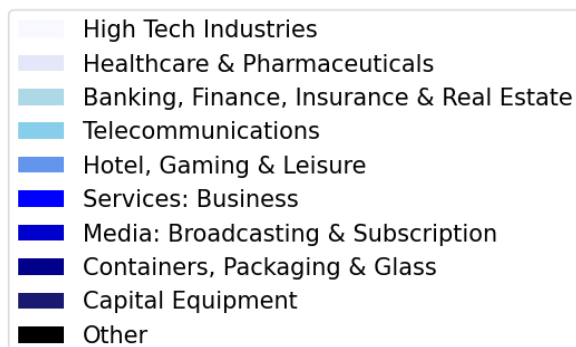 High Tech Industries
Healthcare & Pharmaceuticals
Banking, Finance, Insurance & Real Estate
Telecommunications
Hotel, Gaming & Leisure
Services: Business
Media: Broadcasting & Subscription
Containers, Packaging & Glass
Capital Equipment
Other